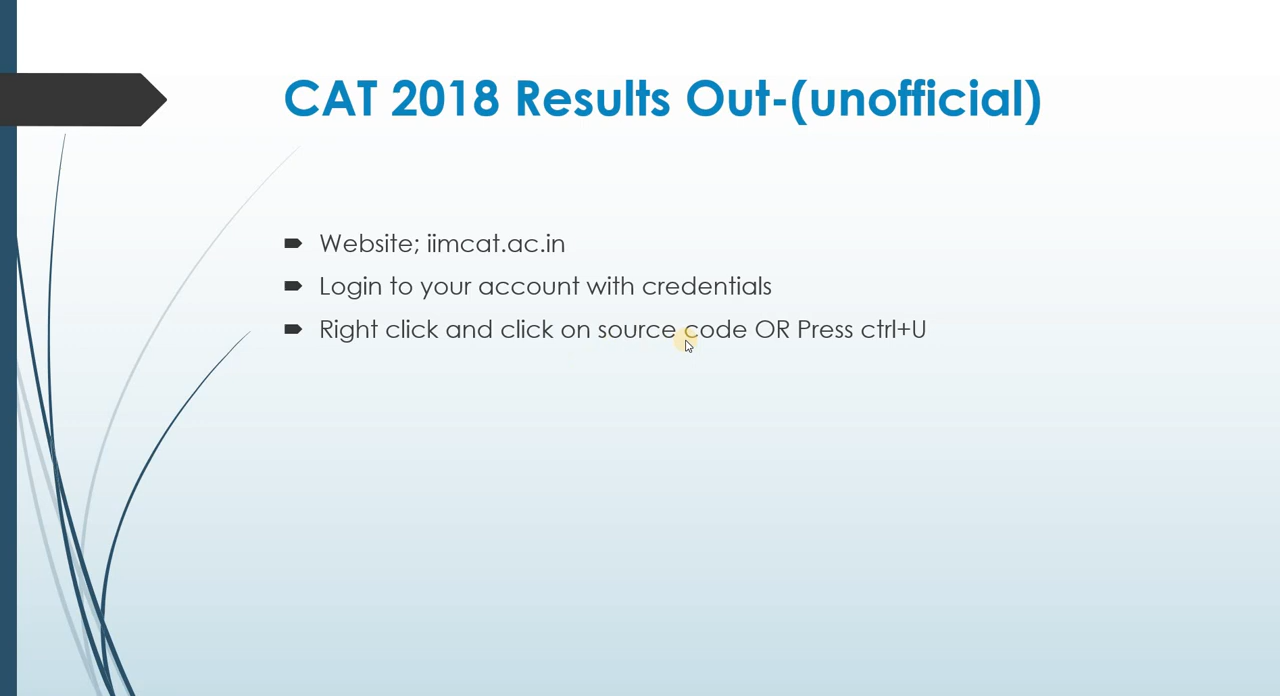 CAT 2018 Results Out-(unofficial)
Website; iimcat.ac.in
Login to your account with credentials
Right click and click on source code OR Press ctrl+U